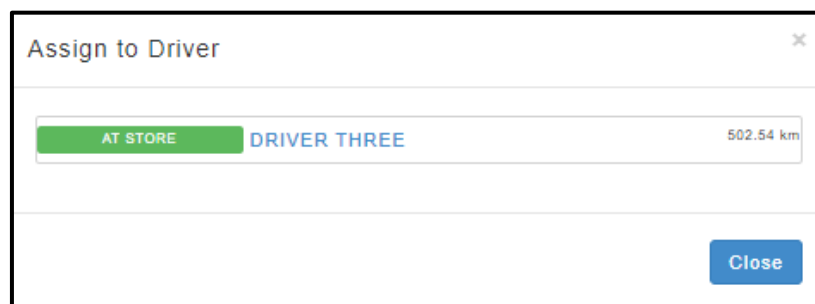 Assign to Driver ×
AT STORE DRIVER THREE 502.54 km
Close